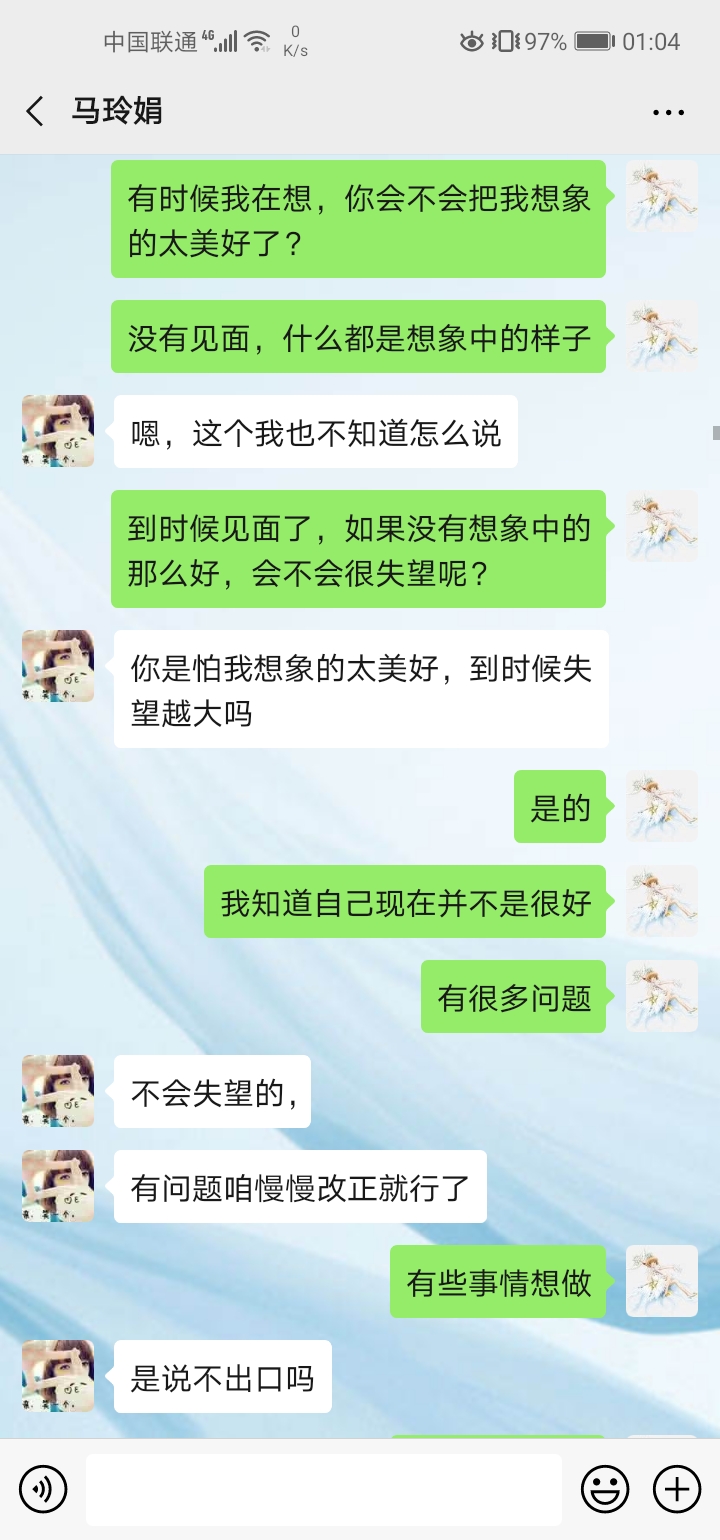 中国联通 4G 0 K/s 97% 01:04
马玲娟
有时候我在想，你会不会把我想象
的太美好了？
没有见面，什么都是想象中的样子
嗯，这个我也不知道怎么说
到时候见面了，如果没有想象中的
那么好，会不会很失望呢？
你是怕我想象的太美好，到时候失
望越大吗
是的
我知道自己现在并不是很好
有很多问题
不会失望的，
有问题咱慢慢改正就行了
有些事情想做
是说不出口吗